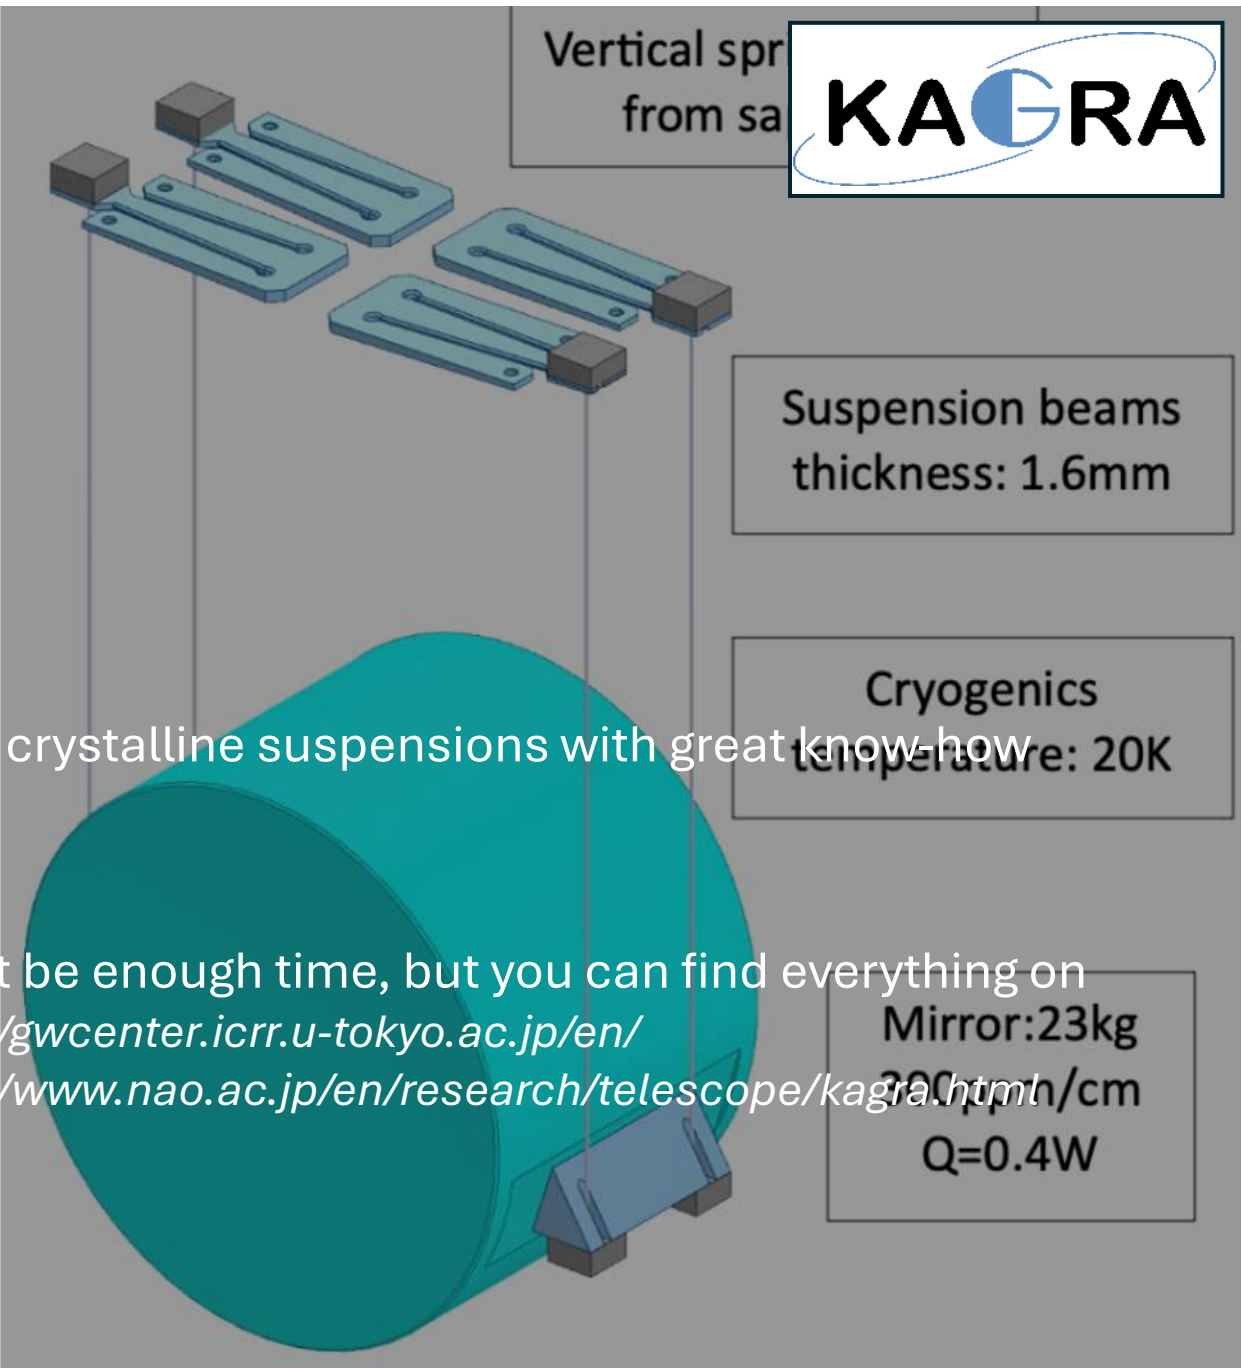 Vertical spr
from sa
KAGRA
Suspension beams
thickness: 1.6mm
Cryogenics
temperature: 20K
crystalline suspensions with great know-how
t be enough time, but you can find everything on
/gwcenter.icrr.u-tokyo.ac.jp/en/
/www.nao.ac.jp/en/research/telescope/kagra.html
Mirror:23kg
300ppm/cm
Q=0.4W